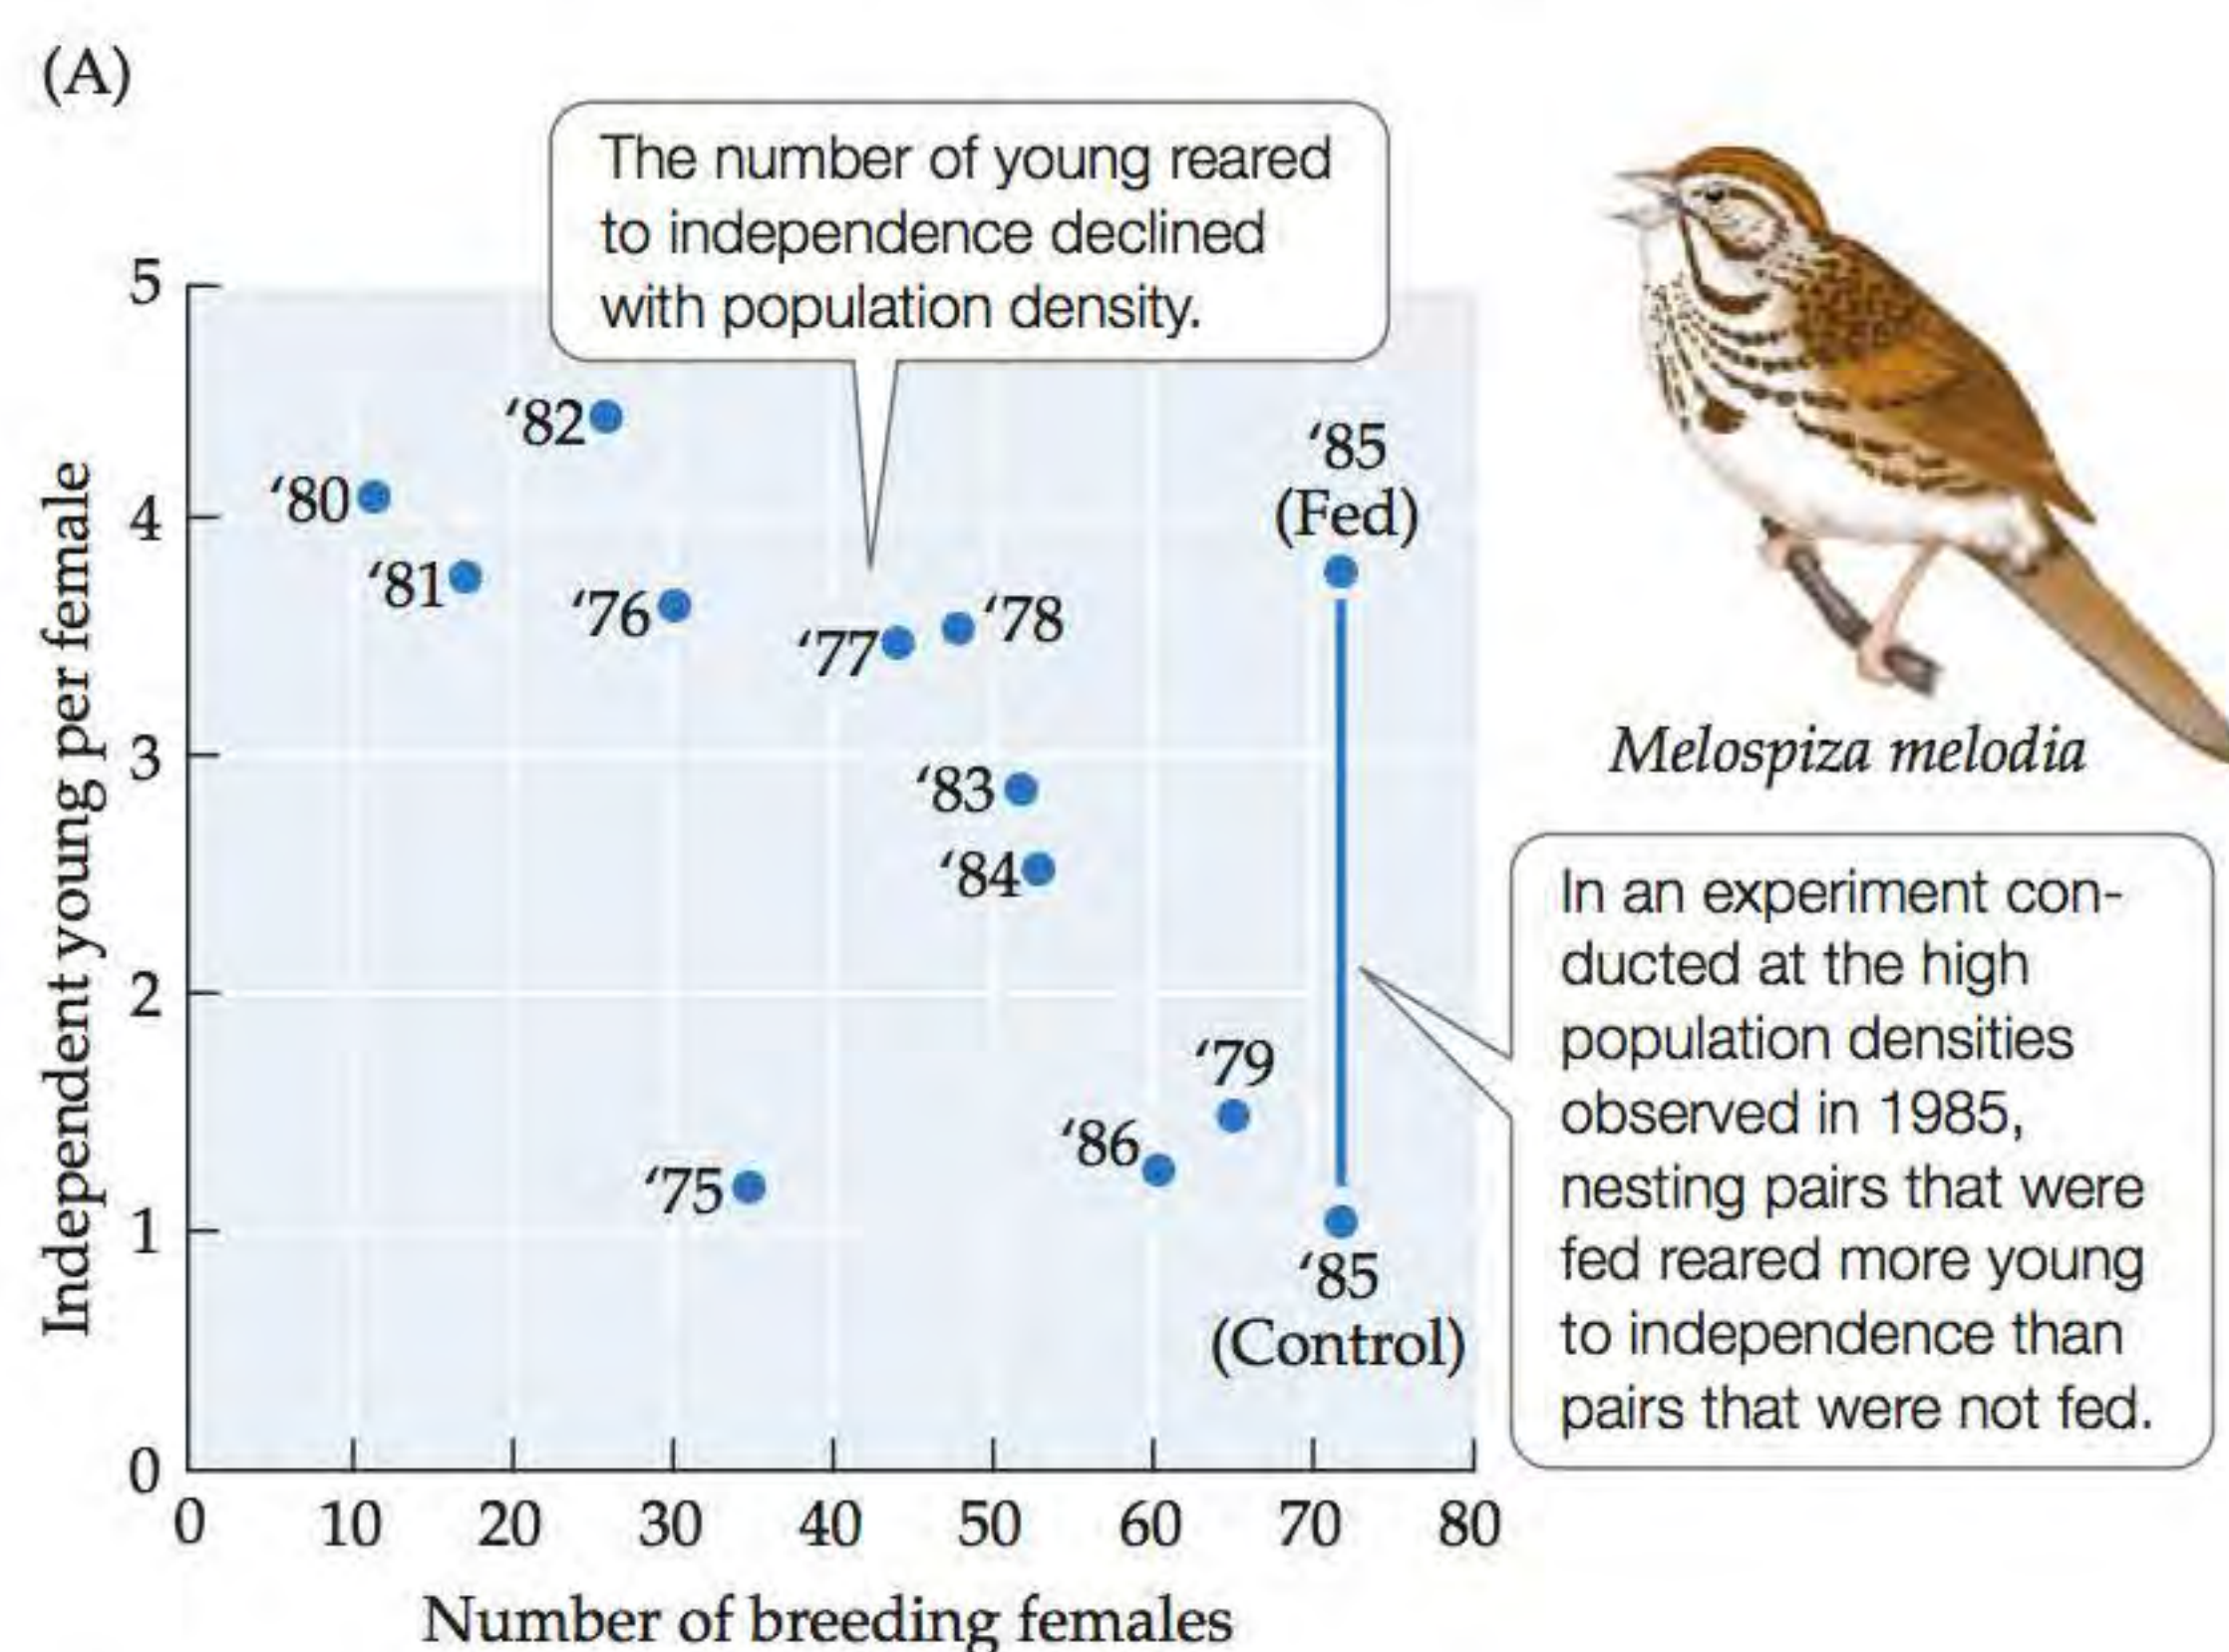 (A)
The number of young reared
to independence declined
with population density.
5
4
3
2
1
0
Independent young per female
‘82
‘80
‘81
‘76
‘77
‘78
‘85
(Fed)
‘83
‘84
‘79
‘86
‘75
‘85
(Control)
0 10 20 30 40 50 60 70 80
Number of breeding females
Melospiza melodia
In an experiment con-
ducted at the high
population densities
observed in 1985,
nesting pairs that were
fed reared more young
to independence than
pairs that were not fed.